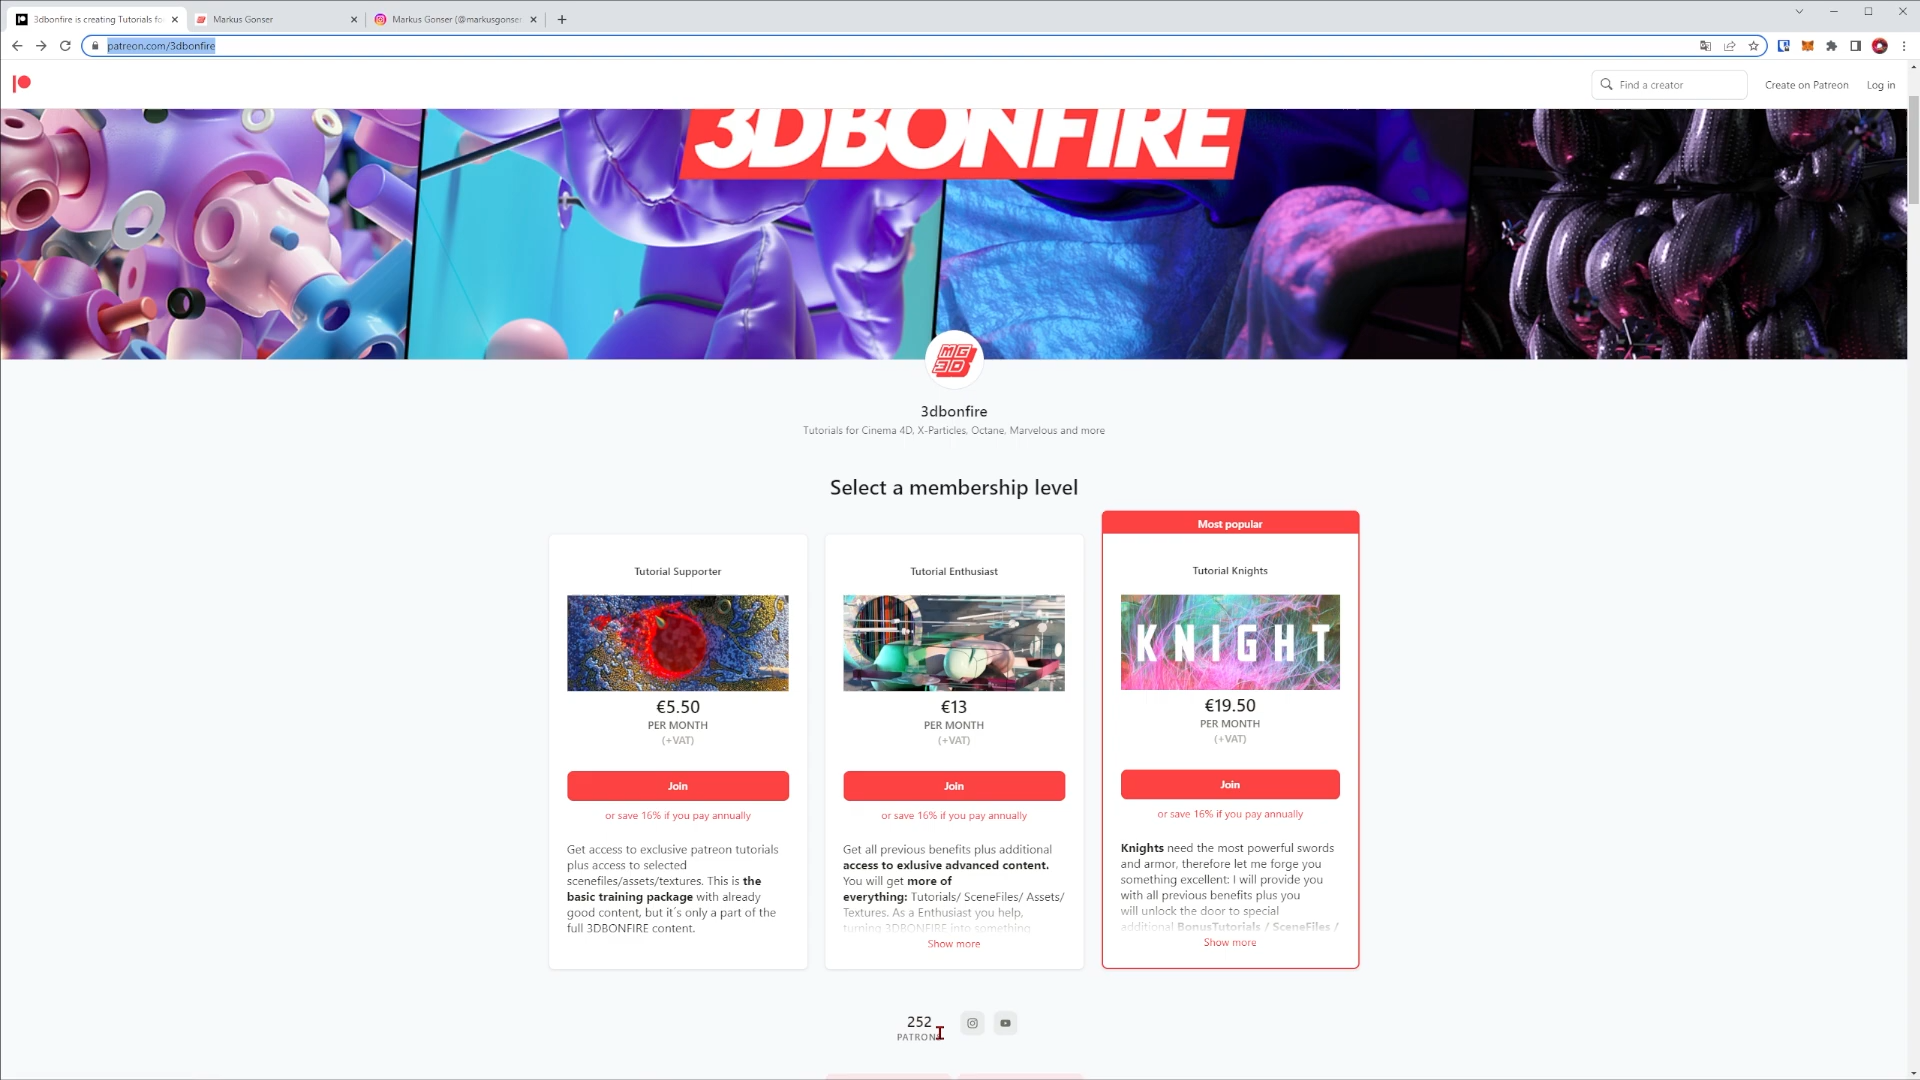 3dbonfire is creating Tutorials fo
Markus Gonser
Markus Gonser (@markusgonser
patreon.com/3dbonfire
Find a creator
Create on Patreon
Log in
3DBONFIRE
MG
3D
3dbonfire
Tutorials for Cinema 4D, X-Particles, Octane, Marvelous and more
Select a membership level
Tutorial Supporter
€5.50
PER MONTH
(+VAT)
Join
or save 16% if you pay annually
Get access to exclusive patreon tutorials
plus access to selected
scenefiles/assets/textures. This is the
basic training package with already
good content, but it´s only a part of the
full 3DBONFIRE content.
Tutorial Enthusiast
€13
PER MONTH
(+VAT)
Join
or save 16% if you pay annually
Get all previous benefits plus additional
access to exlusive advanced content.
You will get more of
everything: Tutorials/ SceneFiles/ Assets/
Textures. As a Enthusiast you help,
turning 3DBONFIRE into something
Show more
Most popular
Tutorial Knights
KNIGHT
€19.50
PER MONTH
(+VAT)
Join
or save 16% if you pay annually
Knights need the most powerful swords
and armor, therefore let me forge you
something excellent: I will provide you
with all previous benefits plus you
will unlock the door to special
additional BonusTutorials / SceneFiles /
Show more
252
PATRONS